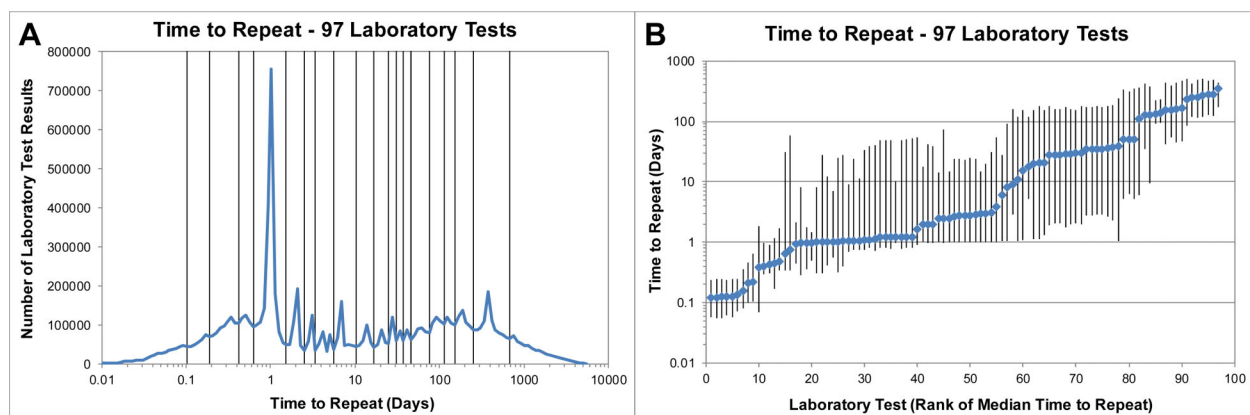 A
Time to Repeat - 97 Laboratory Tests
Number of Laboratory Test Results
800000
700000
600000
500000
400000
300000
200000
100000
0
0.01 0.1 1 10 100 1000 10000
Time to Repeat (Days)
B
Time to Repeat - 97 Laboratory Tests
Time to Repeat (Days)
1000
100
10
1
0.1
0.01
0 10 20 30 40 50 60 70 80 90 100
Laboratory Test (Rank of Median Time to Repeat)